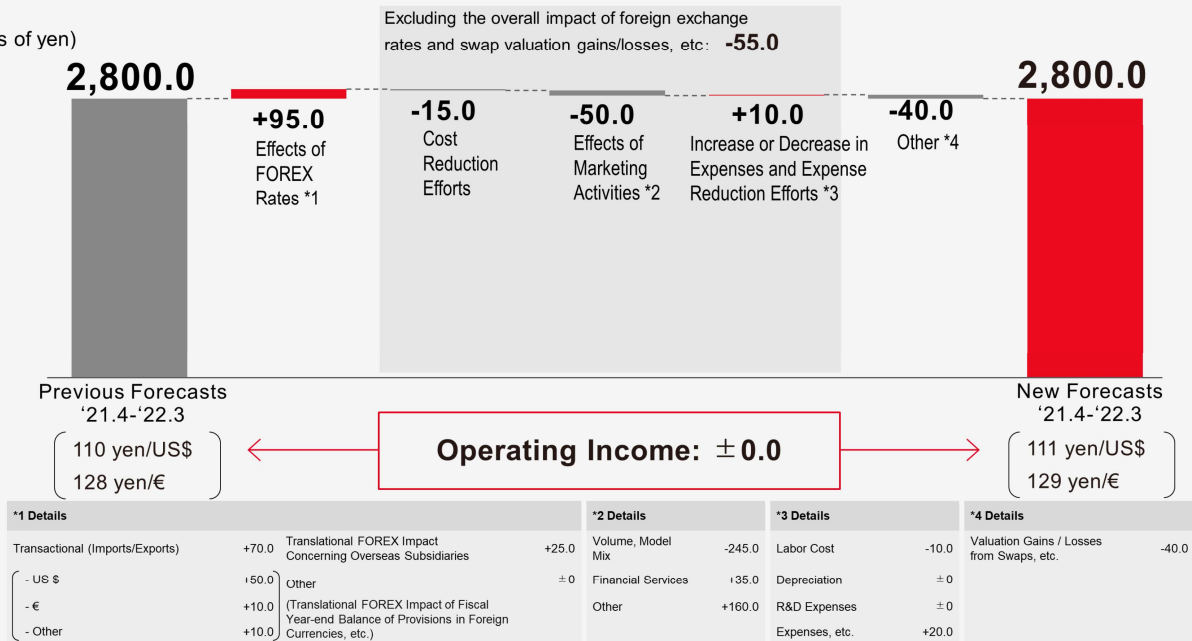 s of yen)
Excluding the overall impact of foreign exchange
rates and swap valuation gains/losses, etc: -55.0
2,800.0
+95.0
Effects of
FOREX
Rates *1
-15.0
Cost
Reduction
Efforts
-50.0
Effects of
Marketing
Activities *2
+10.0
Increase or Decrease in
Expenses and Expense
Reduction Efforts *3
-40.0
Other *4
2,800.0
Previous Forecasts
‘21.4-‘22.3
110 yen/US$
128 yen/€
Operating Income: ±0.0
New Forecasts
‘21.4-‘22.3
111 yen/US$
129 yen/€
*1 Details
Transactional (Imports/Exports) +70.0
- US $ +50.0
- € +10.0
- Other +10.0
Translational FOREX Impact
Concerning Overseas Subsidiaries +25.0
Other ±0
(Translational FOREX Impact of Fiscal
Year-end Balance of Provisions in Foreign
Currencies, etc.)
*2 Details
Volume, Model
Mix -245.0
Financial Services +35.0
Other +160.0
*3 Details
Labor Cost -10.0
Depreciation ±0
R&D Expenses ±0
Expenses, etc. +20.0
*4 Details
Valuation Gains / Losses
from Swaps, etc. -40.0